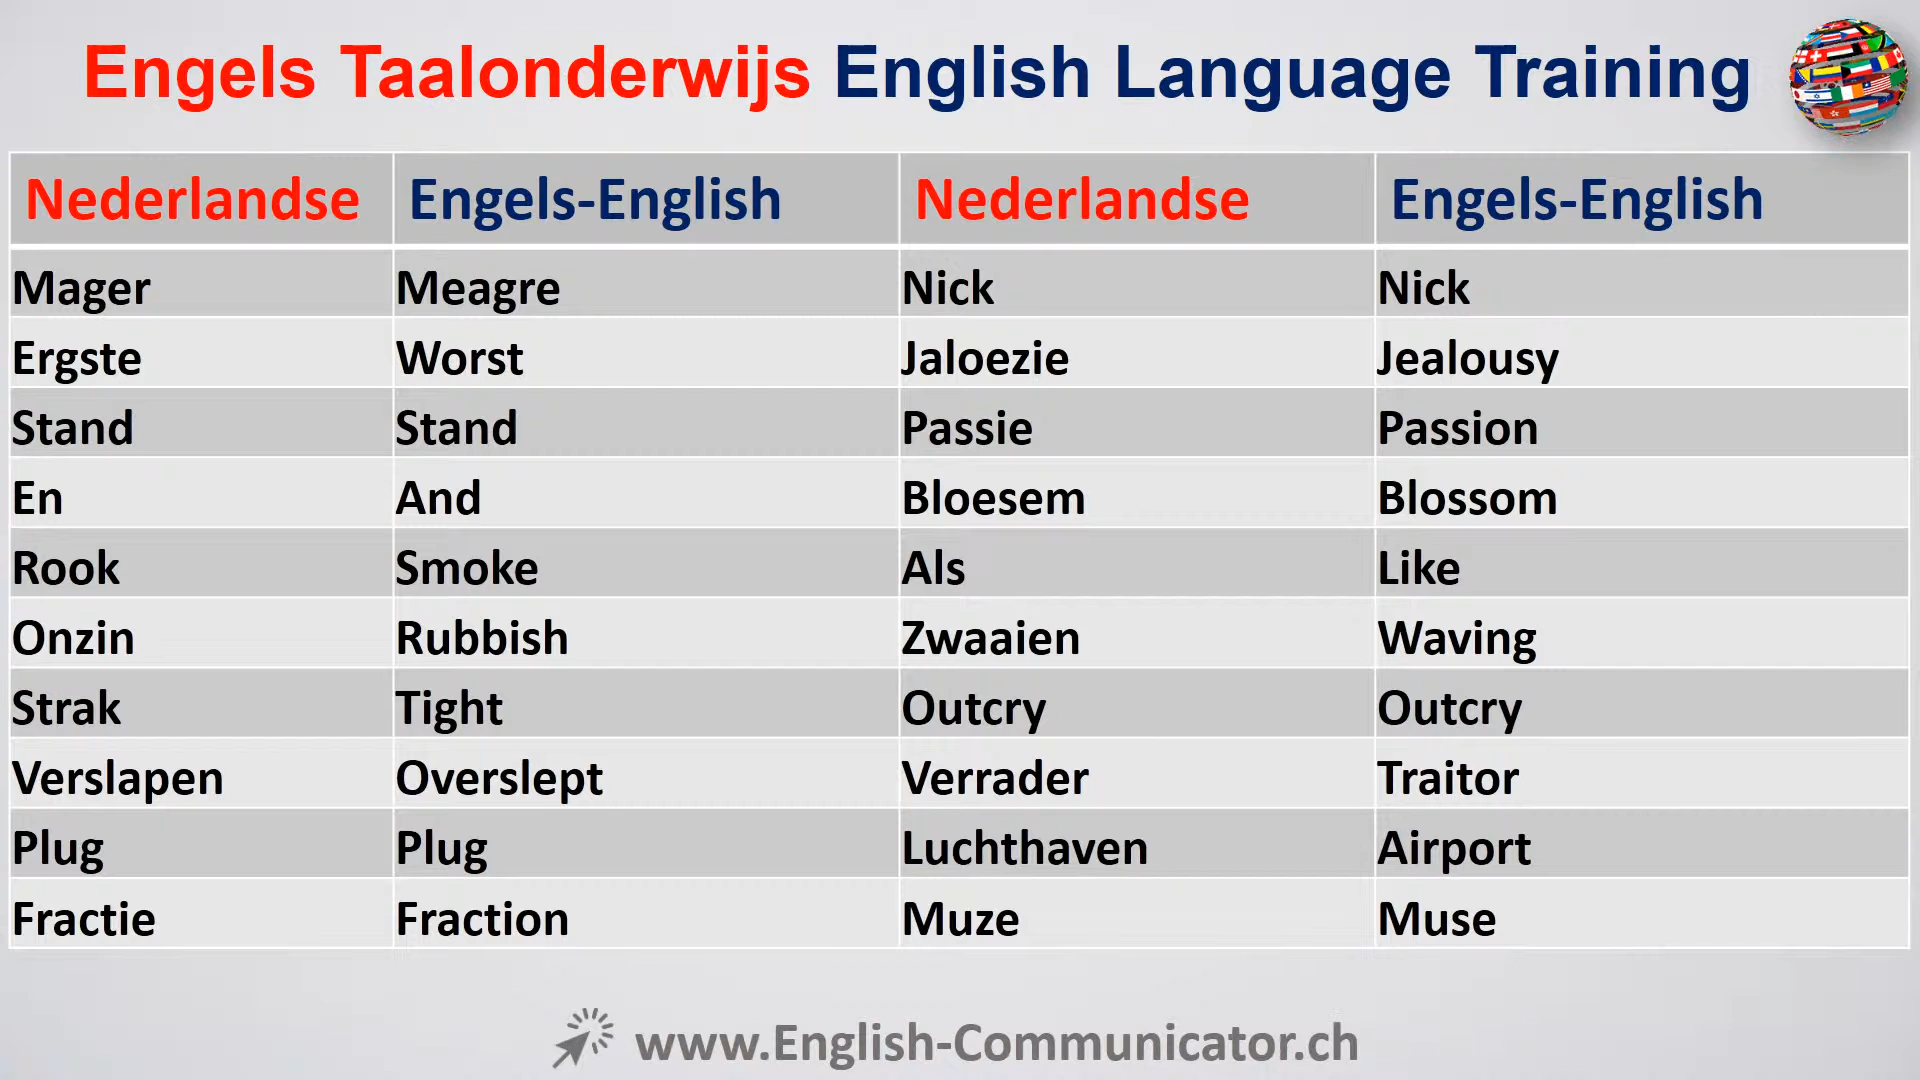 Engels Taalonderwijs English Language Training
Nederlandse Engels-English Nederlandse Engels-English
Mager Meagre Nick Nick
Ergste Worst Jaloezie Jealousy
Stand Stand Passie Passion
En And Bloesem Blossom
Rook Smoke Als Like
Onzin Rubbish Zwaaien Waving
Strak Tight Outcry Outcry
Verslapen Overslept Verrader Traitor
Plug Plug Luchthaven Airport
Fractie Fraction Muze Muse
www.English-Communicator.ch